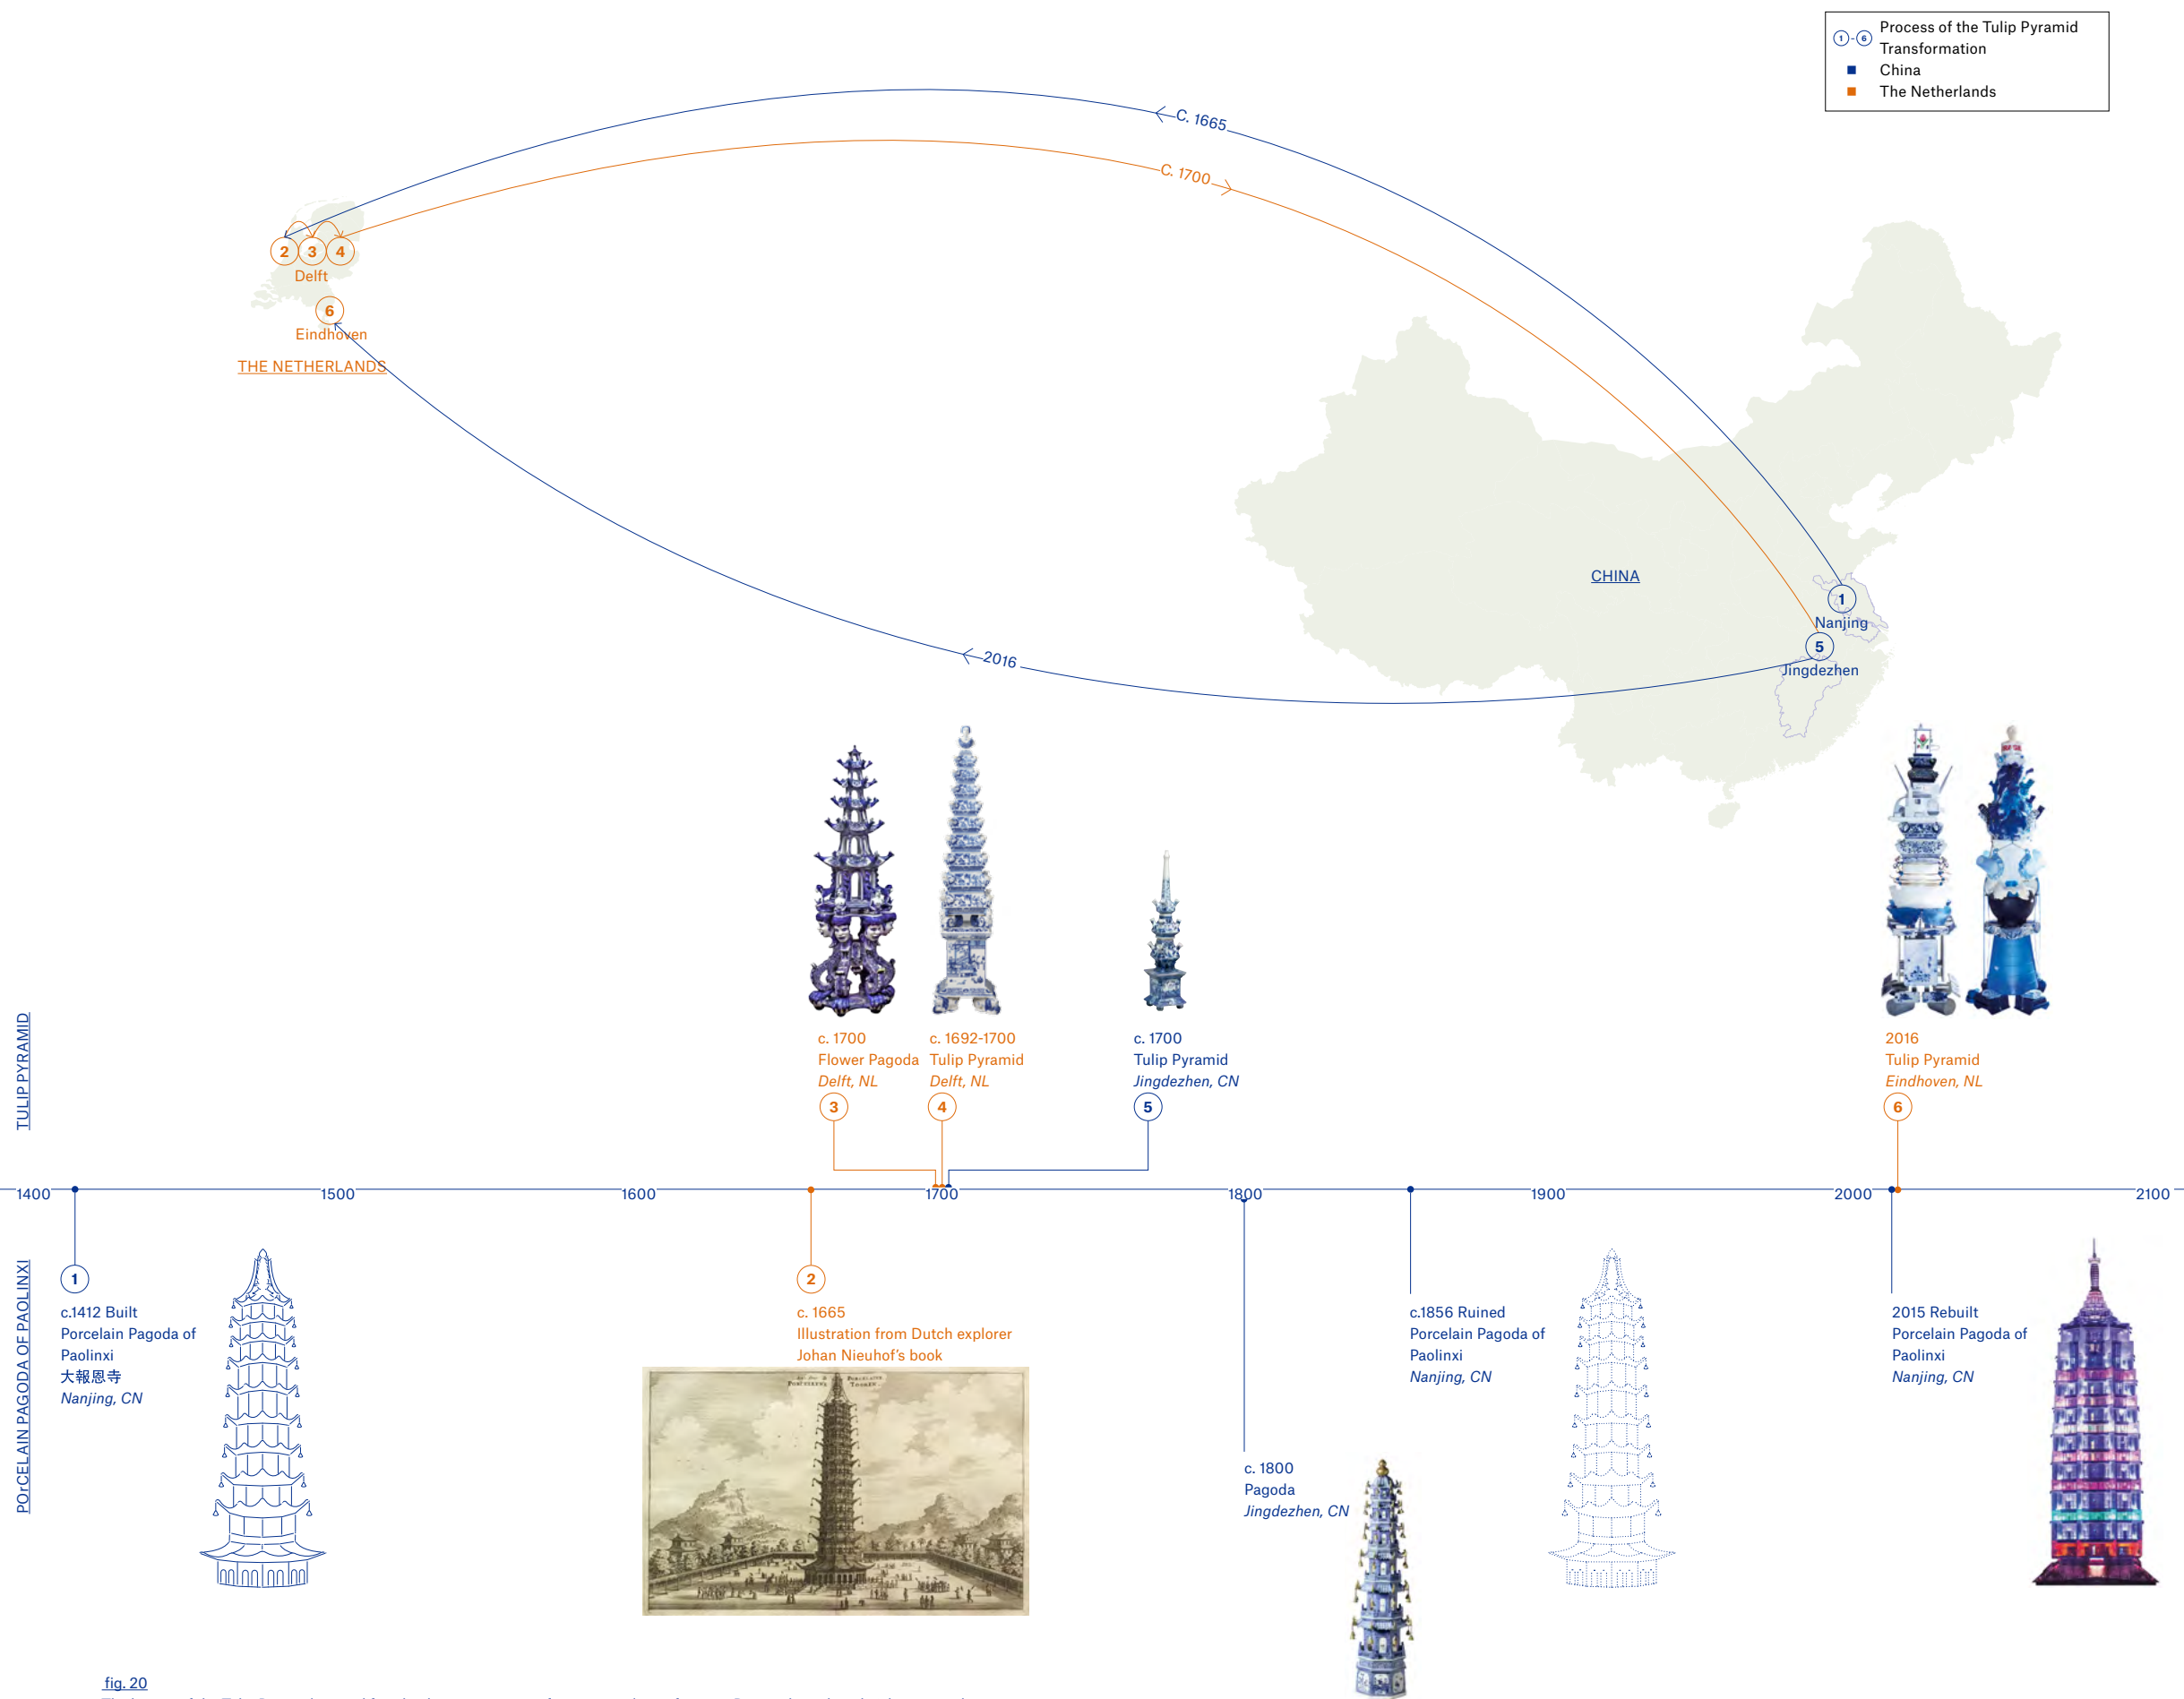 1 - 6 Process of the Tulip Pyramid
Transformation
China
The Netherlands
C. 1665
C. 1700
2 3 4
Delft
6
Eindhoven
THE NETHERLANDS
CHINA
1
Nanjing
5
Jingdezhen
2016
TULIP PYRAMID
c. 1700
Flower Pagoda
Delft, NL
3
c. 1692-1700
Tulip Pyramid
Delft, NL
4
c. 1700
Tulip Pyramid
Jingdezhen, CN
5
2016
Tulip Pyramid
Eindhoven, NL
6
1400 1500 1600 1700 1800 1900 2000 2100
POrCELAIN PAGODA OF PAOLINXI
1
c.1412 Built
Porcelain Pagoda of
Paolinxi
大報恩寺
Nanjing, CN
2
c. 1665
Illustration from Dutch explorer
Johan Nieuhof's book
c. 1800
Pagoda
Jingdezhen, CN
c.1856 Ruined
Porcelain Pagoda of
Paolinxi
Nanjing, CN
2015 Rebuilt
Porcelain Pagoda of
Paolinxi
Nanjing, CN
fig. 20